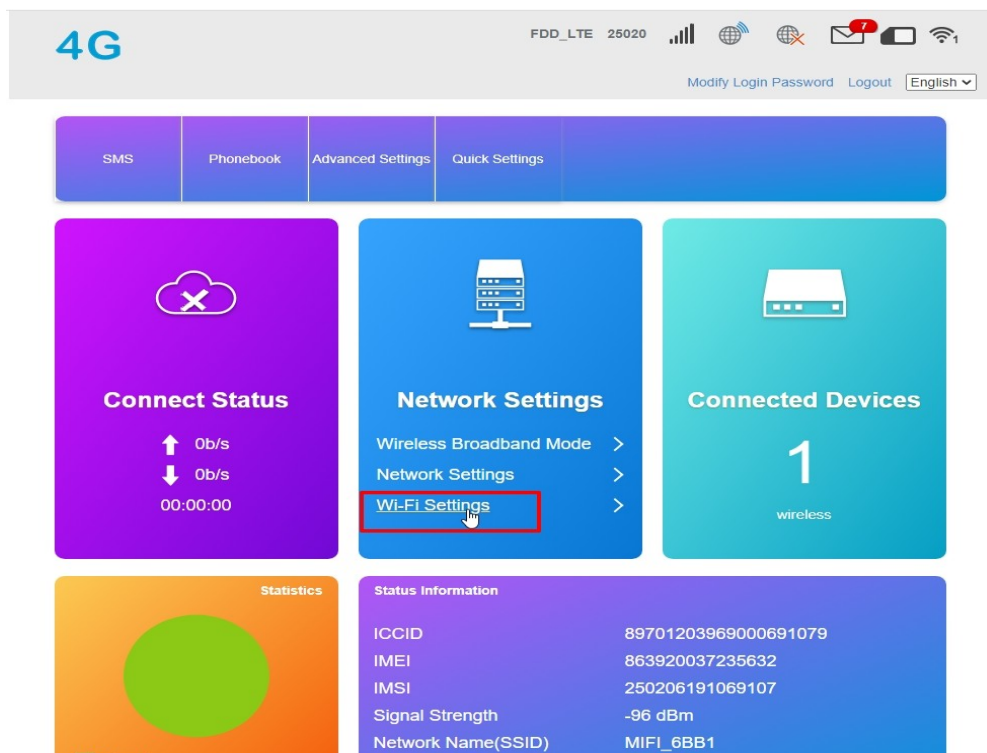 4G
FDD_LTE 25020
7
1
Modify Login Password Logout English
SMS Phonebook Advanced Settings Quick Settings
Connect Status
0b/s
0b/s
00:00:00
Network Settings
Wireless Broadband Mode
Network Settings
Wi-Fi Settings
Connected Devices
1
wireless
Statistics
Status Information
ICCID 89701203969000691079
IMEI 863920037235632
IMSI 250206191069107
Signal Strength -96 dBm
Network Name(SSID) MIFI_6BB1